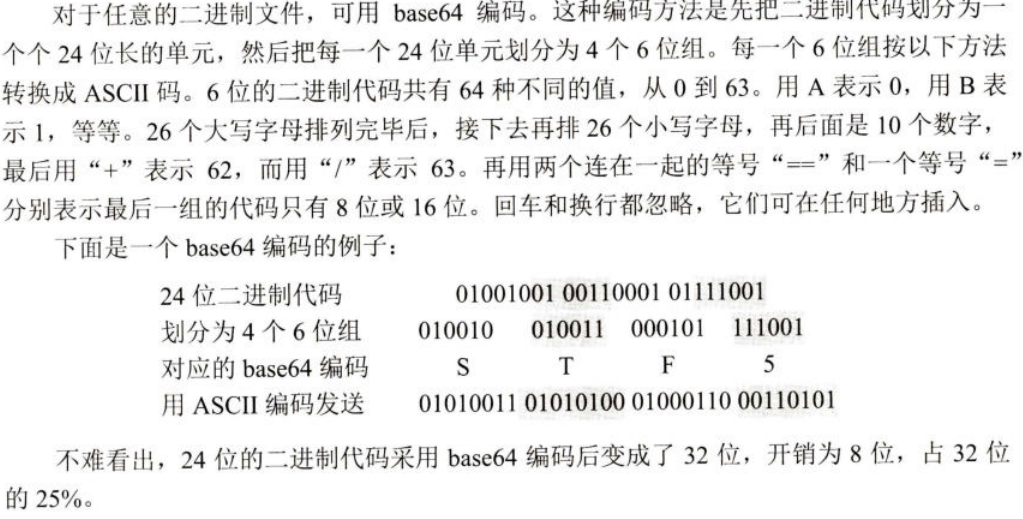 对于任意的二进制文件，可用 base64 编码。这种编码方法是先把二进制代码划分为一
个个 24 位长的单元，然后把每一个 24 位单元划分为 4 个 6 位组。每一个 6 位组按以下方法
转换成 ASCII 码。6 位的二进制代码共有 64 种不同的值，从 0 到 63。用 A 表示 0，用 B 表
示 1，等等。26 个大写字母排列完毕后，接下去再排 26 个小写字母，再后面是 10 个数字，
最后用“+”表示 62，而用“/”表示 63。再用两个连在一起的等号“==”和一个等号“=”
分别表示最后一组的代码只有 8 位或 16 位。回车和换行都忽略，它们可在任何地方插入。
下面是一个 base64 编码的例子：
24 位二进制代码 01001001 00110001 01111001
划分为 4 个 6 位组 010010 010011 000101 111001
对应的 base64 编码 S T F 5
用 ASCII 编码发送 01010011 01010100 01000110 00110101
不难看出，24 位的二进制代码采用 base64 编码后变成了 32 位，开销为 8 位，占 32 位
的 25%。